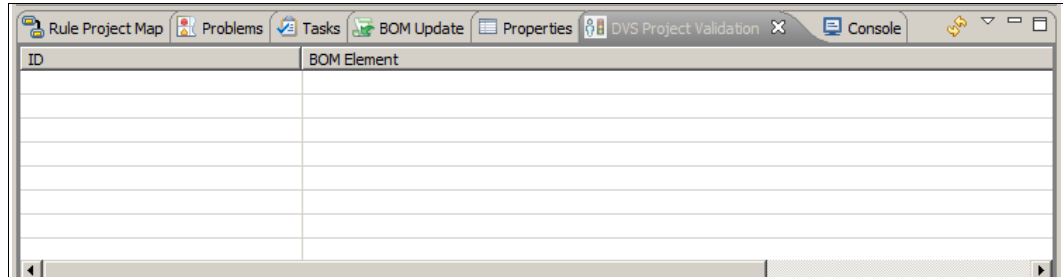 Rule Project Map Problems Tasks BOM Update Properties DVS Project Validation Console
ID BOM Element